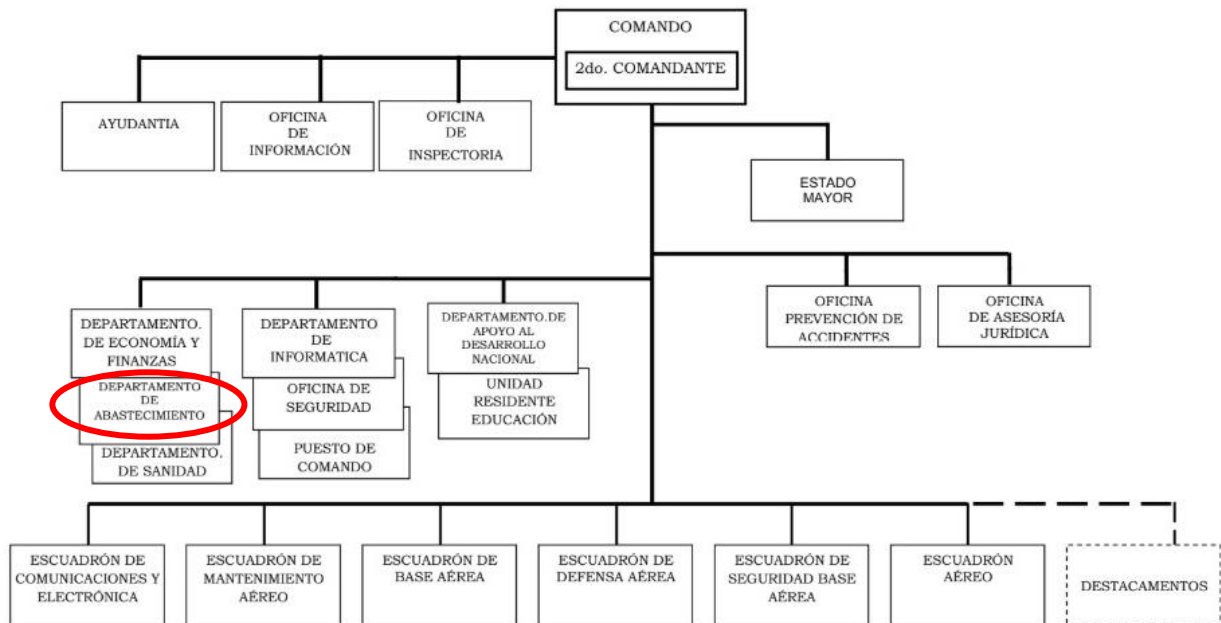 COMANDO
2do. COMANDANTE
AYUDANTIA
OFICINA
DE
INFORMACIÓN
OFICINA
DE
INSPECTORIA
ESTADO
MAYOR
OFICINA
PREVENCIÓN DE
ACCIDENTES
OFICINA
DE ASESORÍA
JURÍDICA
DEPARTAMENTO.
DE ECONOMÍA Y
FINANZAS
DEPARTAMENTO
DE
ABASTECIMIENTO
DEPARTAMENTO.
DE SANIDAD
DEPARTAMENTO
DE
INFORMATICA
OFICINA DE
SEGURIDAD
PUESTO DE
COMANDO
DEPARTAMENTO.DE
APOYO AL
DESARROLLO
NACIONAL
UNIDAD
RESIDENTE
EDUCACIÓN
ESCUADRÓN DE
COMUNICACIONES Y
ELECTRÓNICA
ESCUADRÓN DE
MANTENIMIENTO
AÉREO
ESCUADRÓN DE
BASE AÉREA
ESCUADRÓN DE
DEFENSA AÉREA
ESCUADRÓN DE
SEGURIDAD BASE
AÉREA
ESCUADRÓN
AÉREO
DESTACAMENTOS